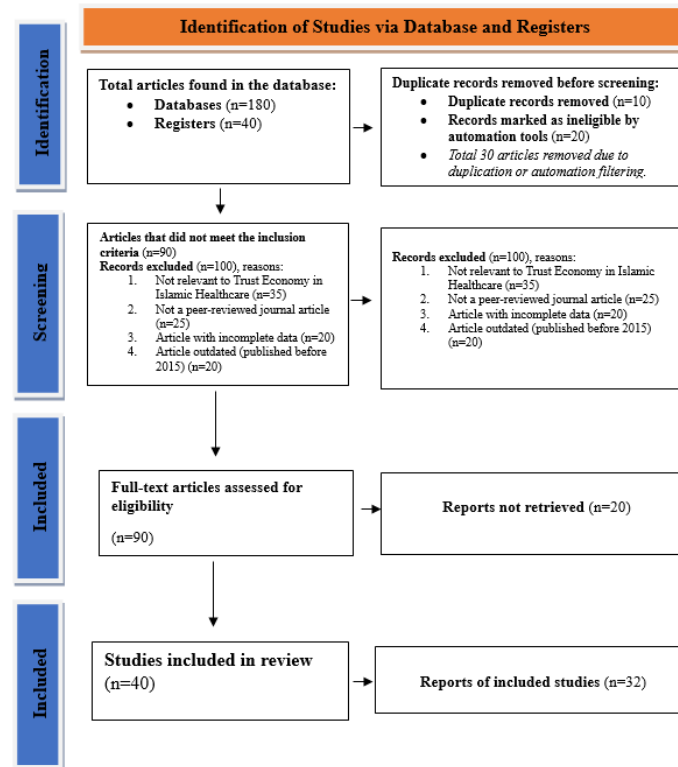 Identification of Studies via Database and Registers
Identification
Total articles found in the database:
• Databases (n=180)
• Registers (n=40)
Duplicate records removed before screening:
• Duplicate records removed (n=10)
• Records marked as ineligible by
automation tools (n=20)
• Total 30 articles removed due to
duplication or automation filtering.
Screening
Articles that did not meet the inclusion
criteria (n=90)
Records excluded (n=100), reasons:
1. Not relevant to Trust Economy in
Islamic Healthcare (n=35)
2. Not a peer-reviewed journal article
(n=25)
3. Article with incomplete data (n=20)
4. Article outdated (published before
2015) (n=20)
Records excluded (n=100), reasons:
1. Not relevant to Trust Economy in Islamic
Healthcare (n=35)
2. Not a peer-reviewed journal article (n=25)
3. Article with incomplete data (n=20)
4. Article outdated (published before 2015)
(n=20)
Included
Full-text articles assessed for
eligibility
(n=90)
Reports not retrieved (n=20)
Included
Studies included in review
(n=40)
Reports of included studies (n=32)